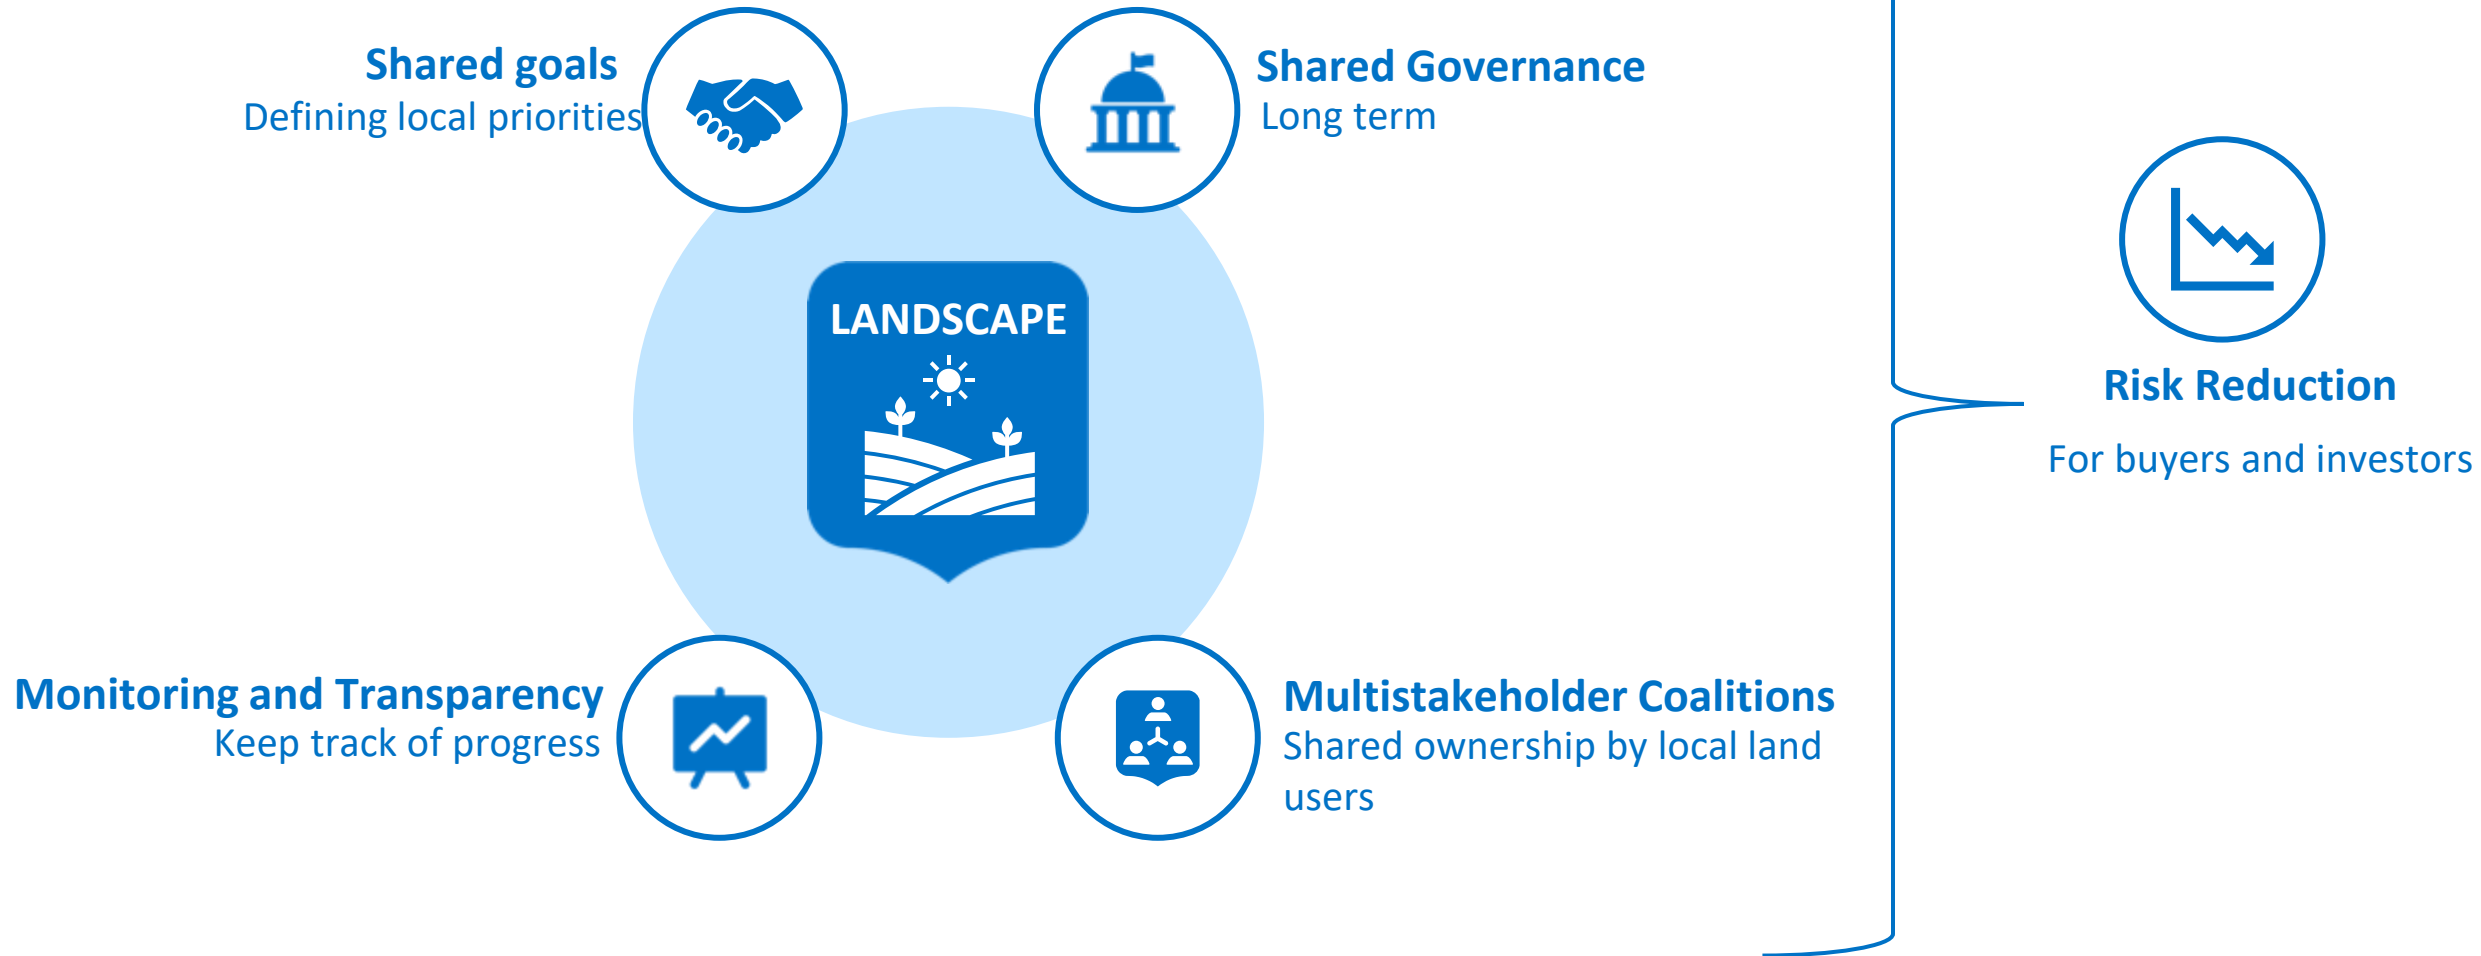 Shared goals
Defining local priorities
Shared Governance
Long term
LANDSCAPE
Monitoring and Transparency
Keep track of progress
Multistakeholder Coalitions
Shared ownership by local land
users
Risk Reduction
For buyers and investors